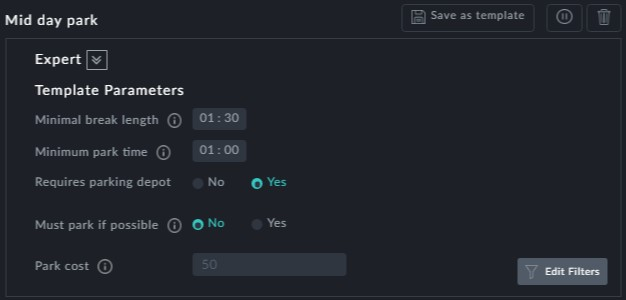 Mid day park
Save as template
Expert
Template Parameters
Minimal break length 01 : 30
Minimum park time 01 : 00
Requires parking depot No Yes
Must park if possible No Yes
Park cost 50
Edit Filters